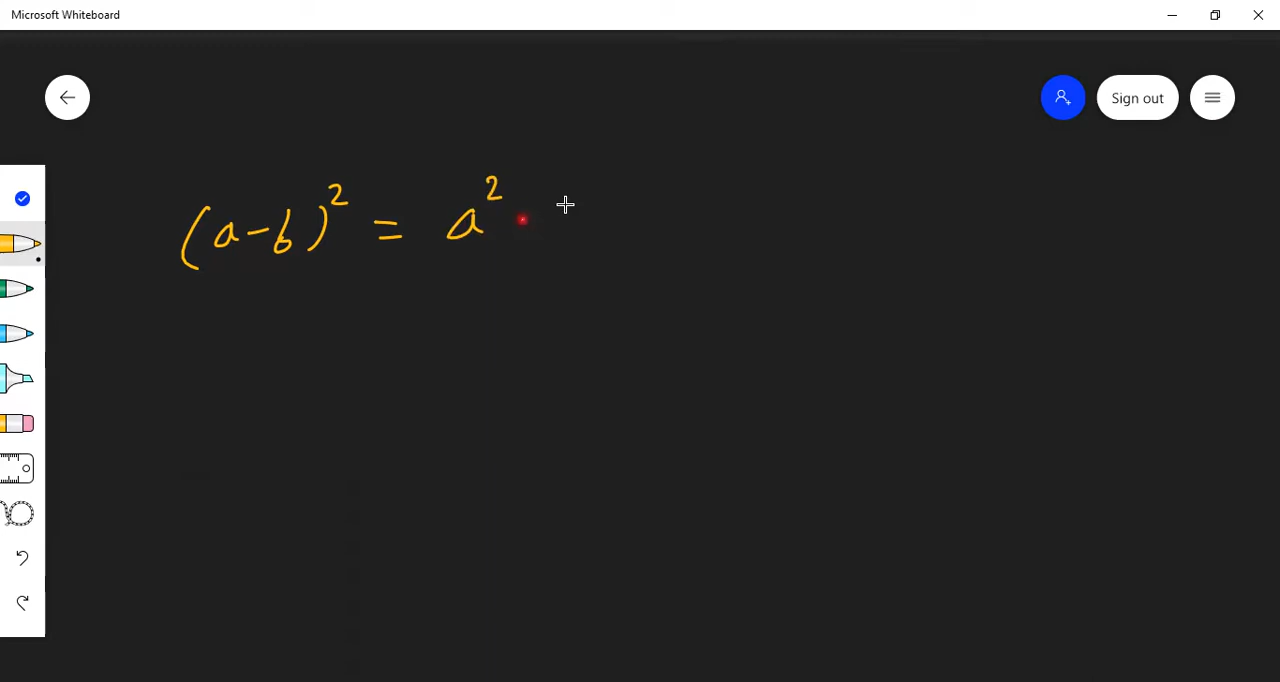 Microsoft Whiteboard
Sign out
(a-b)² = a²